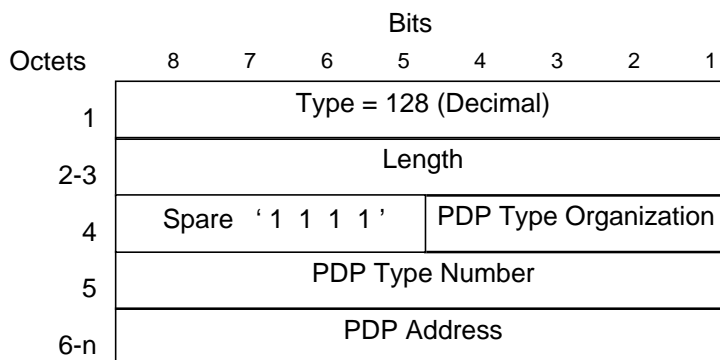 Bits
Octets 8 7 6 5 4 3 2 1
1 Type = 128 (Decimal)
2-3 Length
4 Spare ‘ 1 1 1 1 ’ PDP Type Organization
5 PDP Type Number
6-n PDP Address